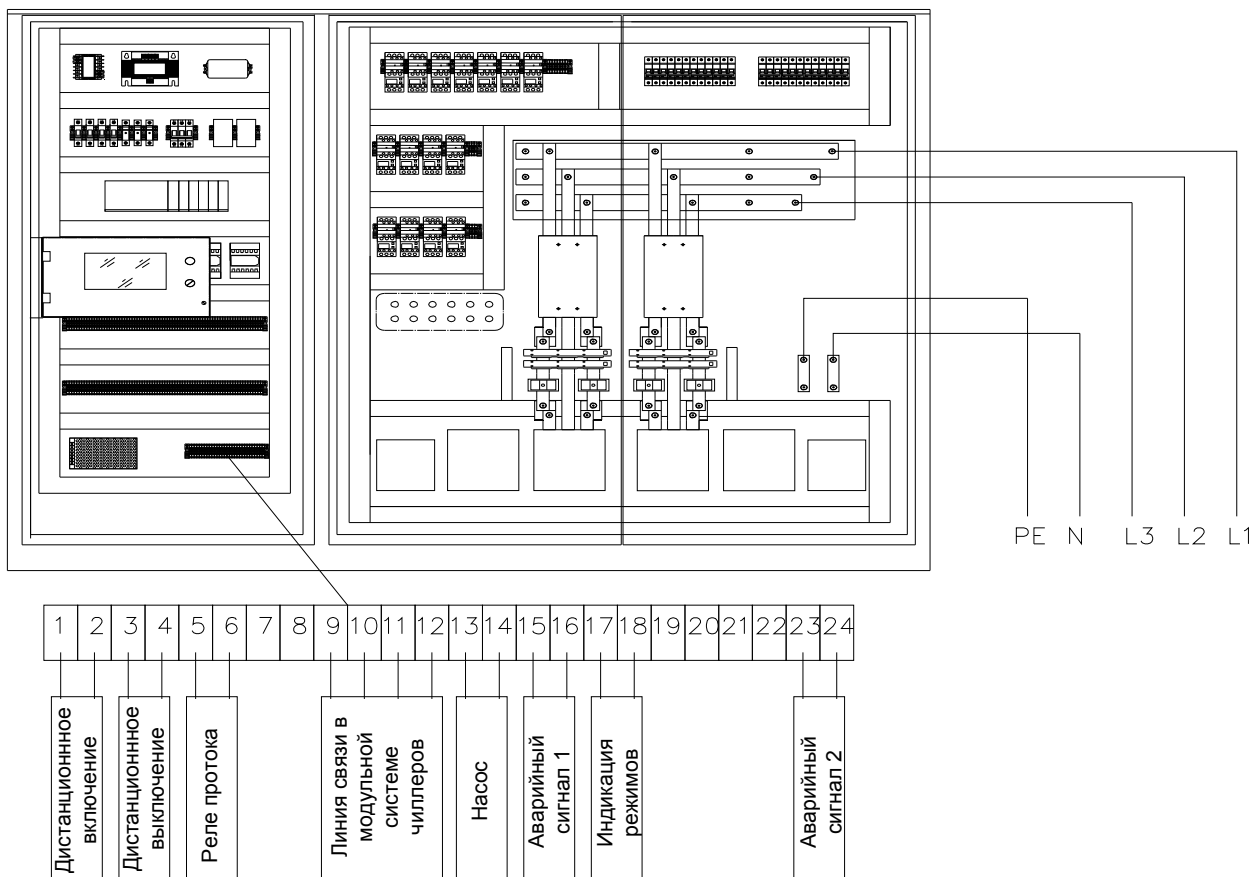 PE N L3 L2 L1
1 2 3 4 5 6 7 8 9 10 11 12 13 14 15 16 17 18 19 20 21 22 23 24
Дистанционнное
включение
Дистанционнное
выключение
Реле протока
Линия связи в
модульной
системе
чиллеров
Насос
Аварийный
сигнал 1
Индикация
режимов
Аварийный
сигнал 2